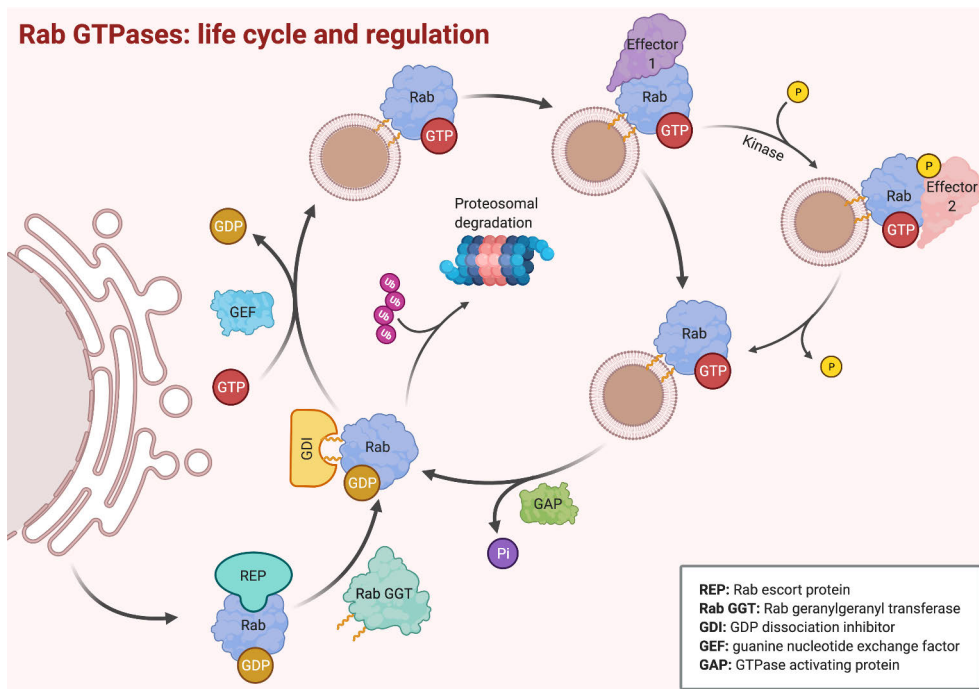 Rab GTPases: life cycle and regulation
Effector
1
Rab
GTP
Rab
GTP
P
Kinase
P
Rab
Effector
2
GTP
GDP
Proteosomal
degradation
GEF
Ub
Ub
Ub
Ub
GTP
Rab
GTP
P
GDI
Rab
GDP
GAP
Pi
REP
Rab
GDP
Rab GGT
REP: Rab escort protein
Rab GGT: Rab geranylgeranyl transferase
GDI: GDP dissociation inhibitor
GEF: guanine nucleotide exchange factor
GAP: GTPase activating protein